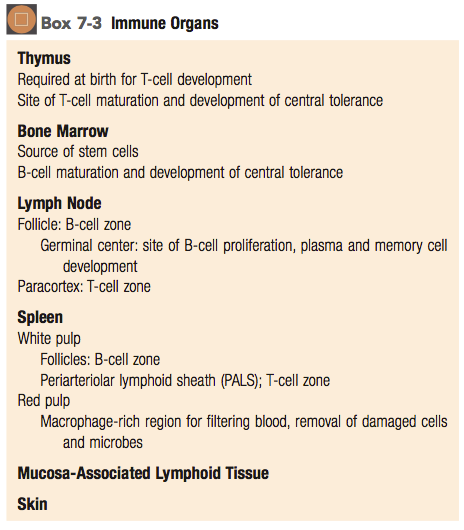 Box 7-3 Immune Organs
Thymus
Required at birth for T-cell development
Site of T-cell maturation and development of central tolerance
Bone Marrow
Source of stem cells
B-cell maturation and development of central tolerance
Lymph Node
Follicle: B-cell zone
Germinal center: site of B-cell proliferation, plasma and memory cell
development
Paracortex: T-cell zone
Spleen
White pulp
Follicles: B-cell zone
Periarteriolar lymphoid sheath (PALS); T-cell zone
Red pulp
Macrophage-rich region for filtering blood, removal of damaged cells
and microbes
Mucosa-Associated Lymphoid Tissue
Skin